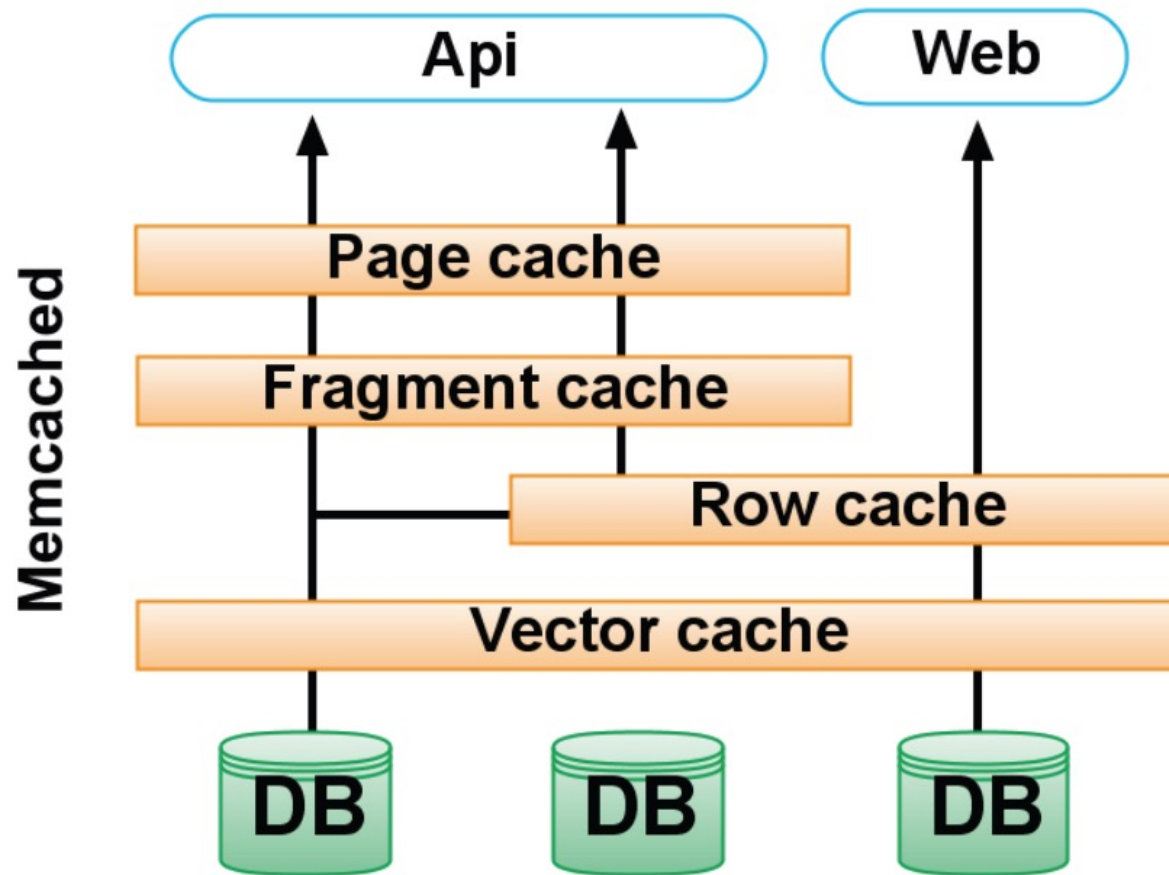 Api
Web
Memcached
Page cache
Fragment cache
Row cache
Vector cache
DB
DB
DB